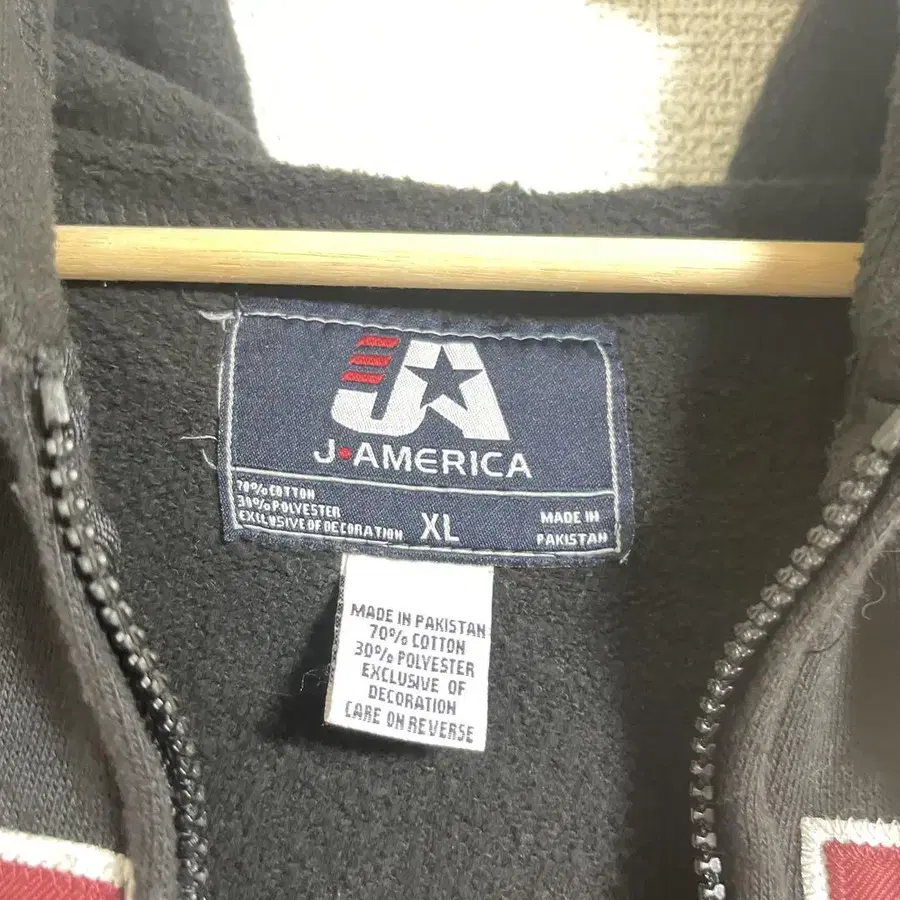 JA
J•AMERICA
70% COTTON
30% POLYESTER
EXCLUSIVE OF DECORATION
XL
MADE IN
PAKISTAN
MADE IN PAKISTAN
70% COTTON
30% POLYESTER
EXCLUSIVE OF
DECORATION
CARE ON REVERSE